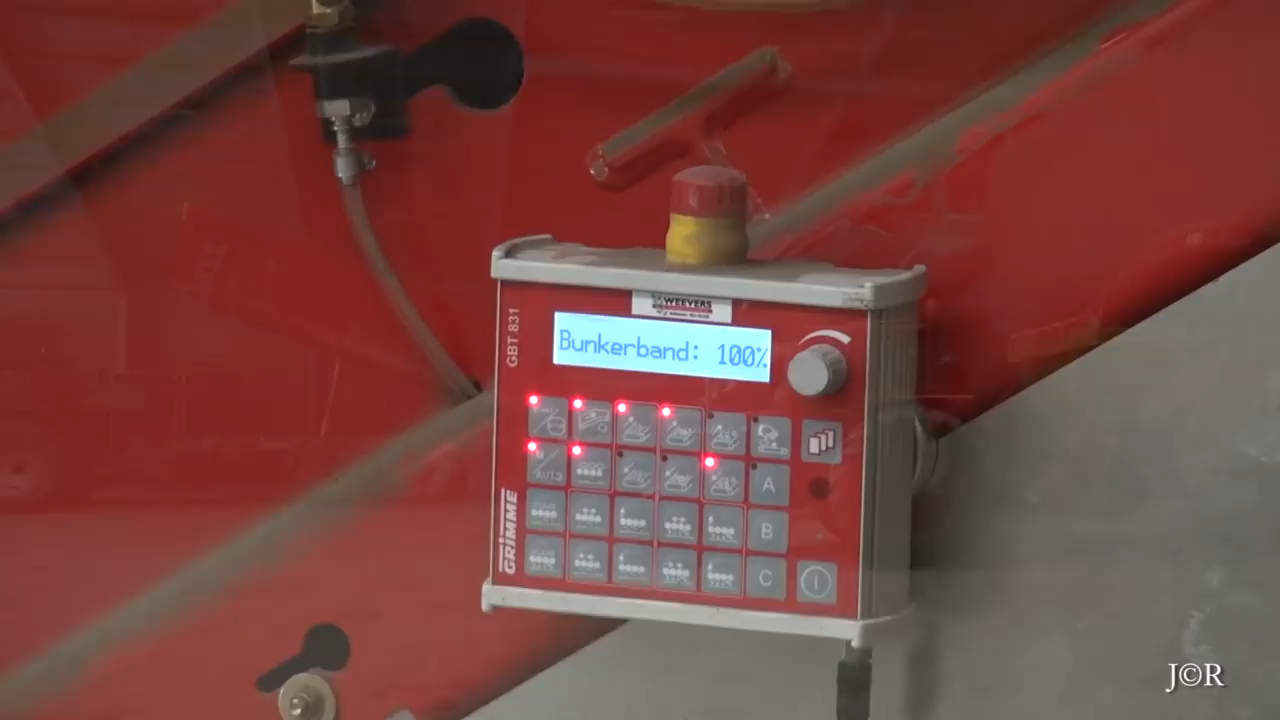 WEEVERS
GBT 831
Bunkerband: 100%
AUTO
A
B
C
GRIMME
J©R